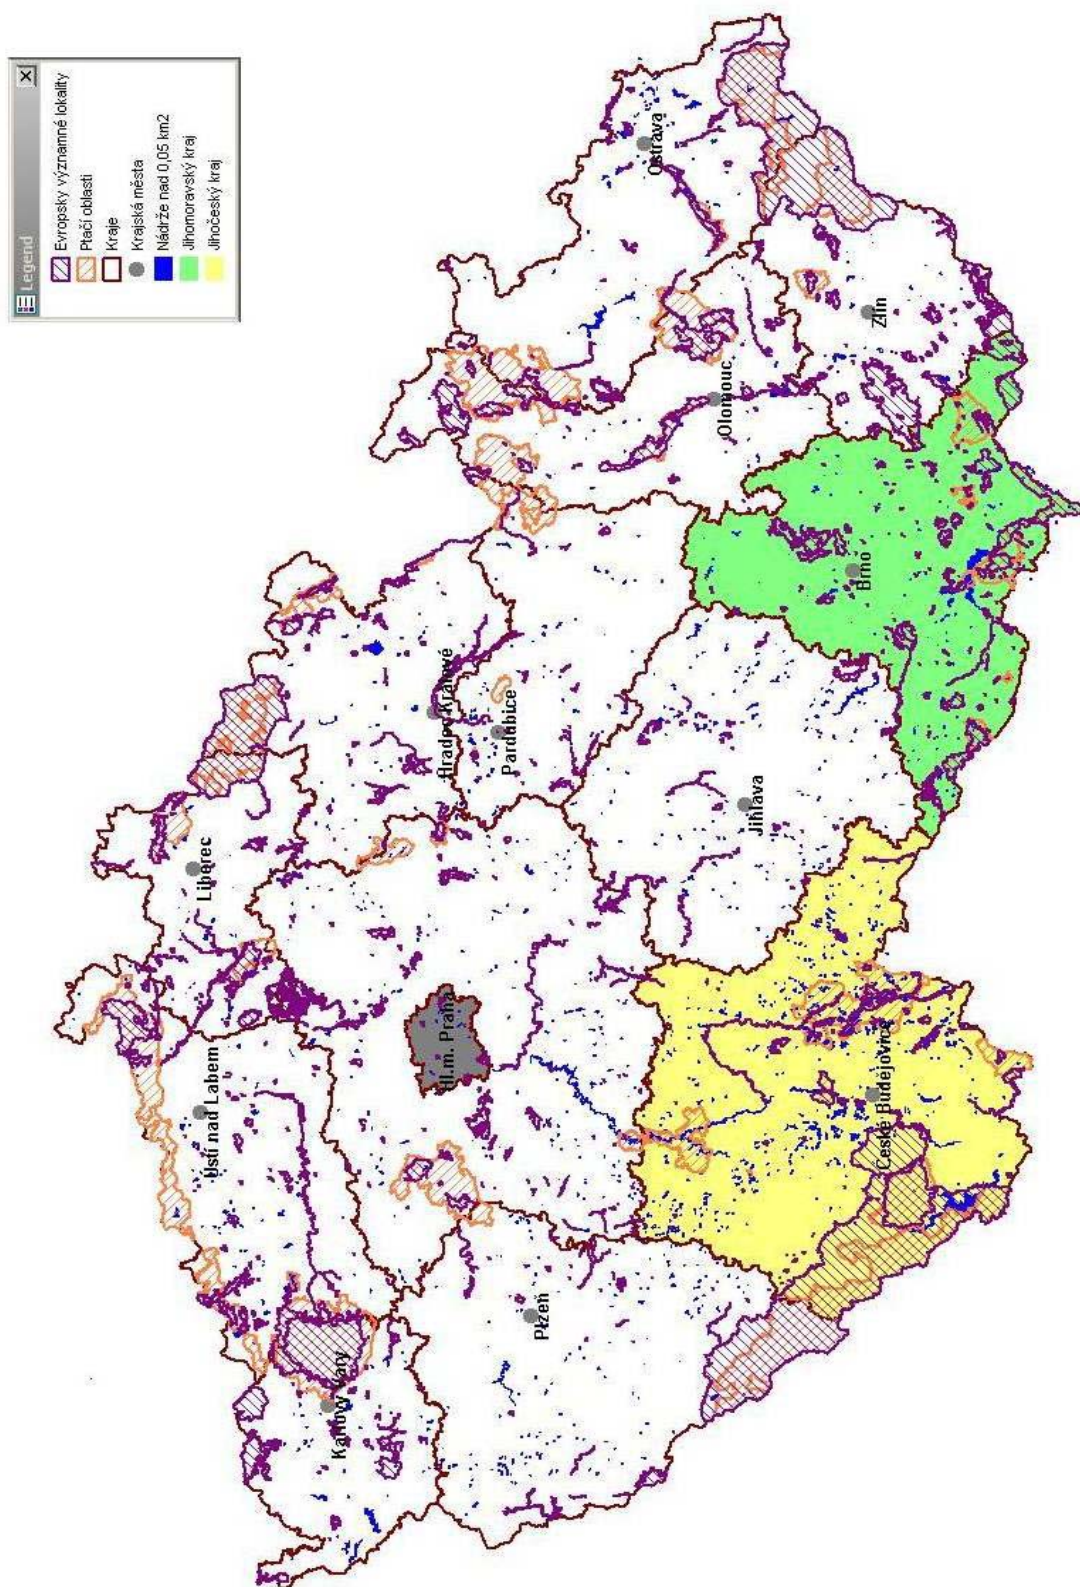 Legend
Evropsky významné lokality
Ptačí oblasti
Kraje
Krajská města
Nádrže nad 0,05 km2
Jihomoravský kraj
Jihočeský kraj
Liberec
Ústí nad Labem
Karlovy Vary
Hradec Králové
Hl.m. Praha
Pardubice
Plzeň
Ostrava
Olomouc
Jihlava
Zlín
Brno
České Budějovice